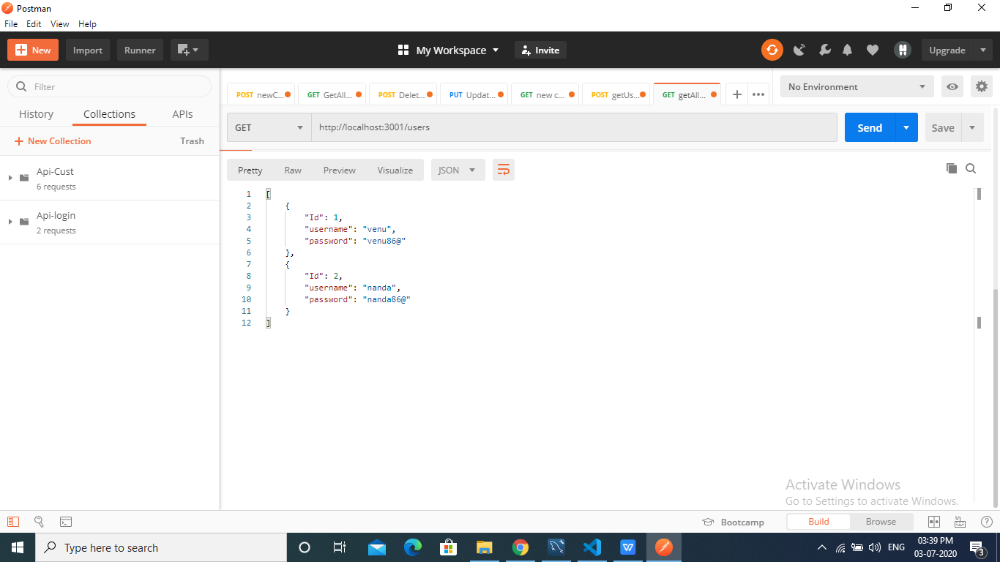 Postman
File Edit View Help
New Import Runner My Workspace Invite Upgrade
Filter
History Collections APIs
New Collection Trash
Api-Cust
6 requests
Api-login
2 requests
POST newC... GET GetAll... POST Delet... PUT Updat... GET new c... POST getUs... GET getAll... No Environment
GET http://localhost:3001/users Send Save
Pretty Raw Preview Visualize JSON
1 [
2 {
3 "Id": 1,
4 "username": "venu",
5 "password": "venu86@"
6 },
7 {
8 "Id": 2,
9 "username": "nanda",
10 "password": "nanda86@"
11 }
12 ]
Activate Windows
Go to Settings to activate Windows.
Bootcamp Build Browse
Type here to search
ENG
03:39 PM
03-07-2020
3